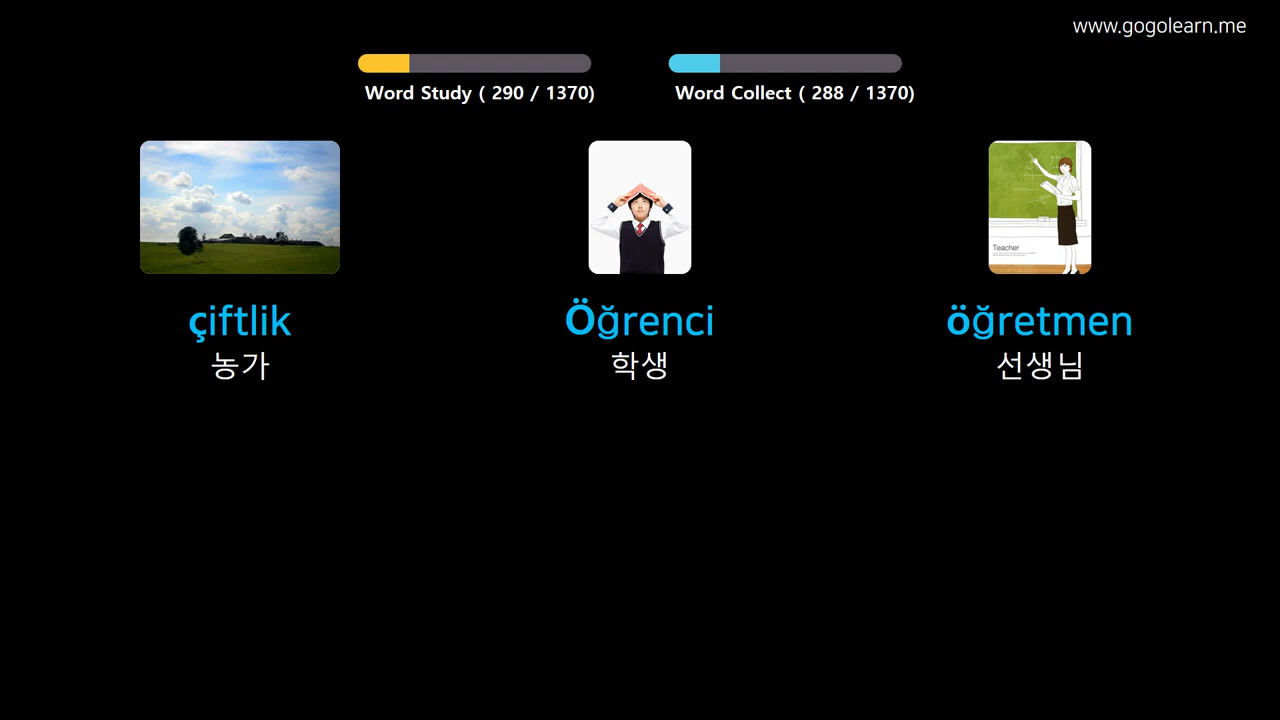 www.gogolearn.me
Word Study ( 290 / 1370)
Word Collect ( 288 / 1370)
Teacher
çiftlik
농가
Öğrenci
학생
öğretmen
선생님